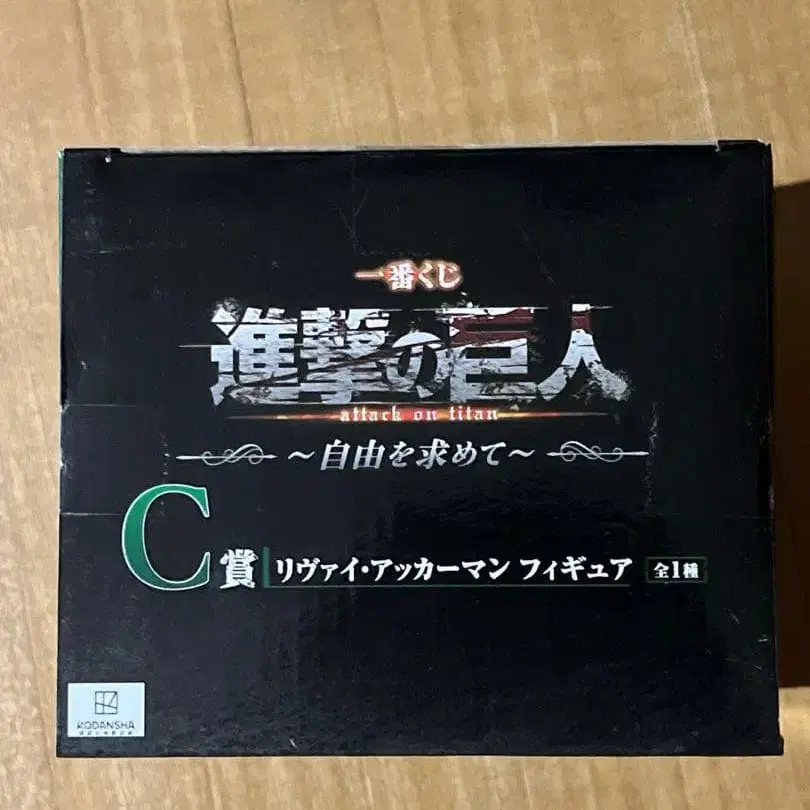 一番くじ
進撃の巨人
attack on titan
～自由を求めて～
C賞 リヴァイ・アッカーマン フィギュア 全1種
KODANSHA